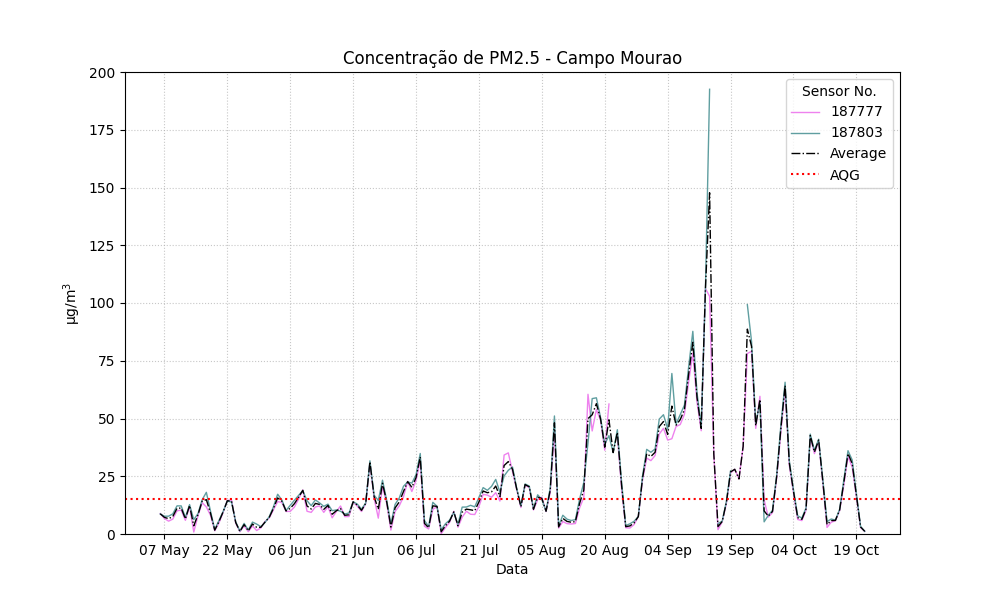 Concentração de PM2.5 - Campo Mourao
Sensor No.
187777
187803
Average
AQG
200
175
150
125
100
75
50
25
0
µg/m³
07 May 22 May 06 Jun 21 Jun 06 Jul 21 Jul 05 Aug 20 Aug 04 Sep 19 Sep 04 Oct 19 Oct
Data